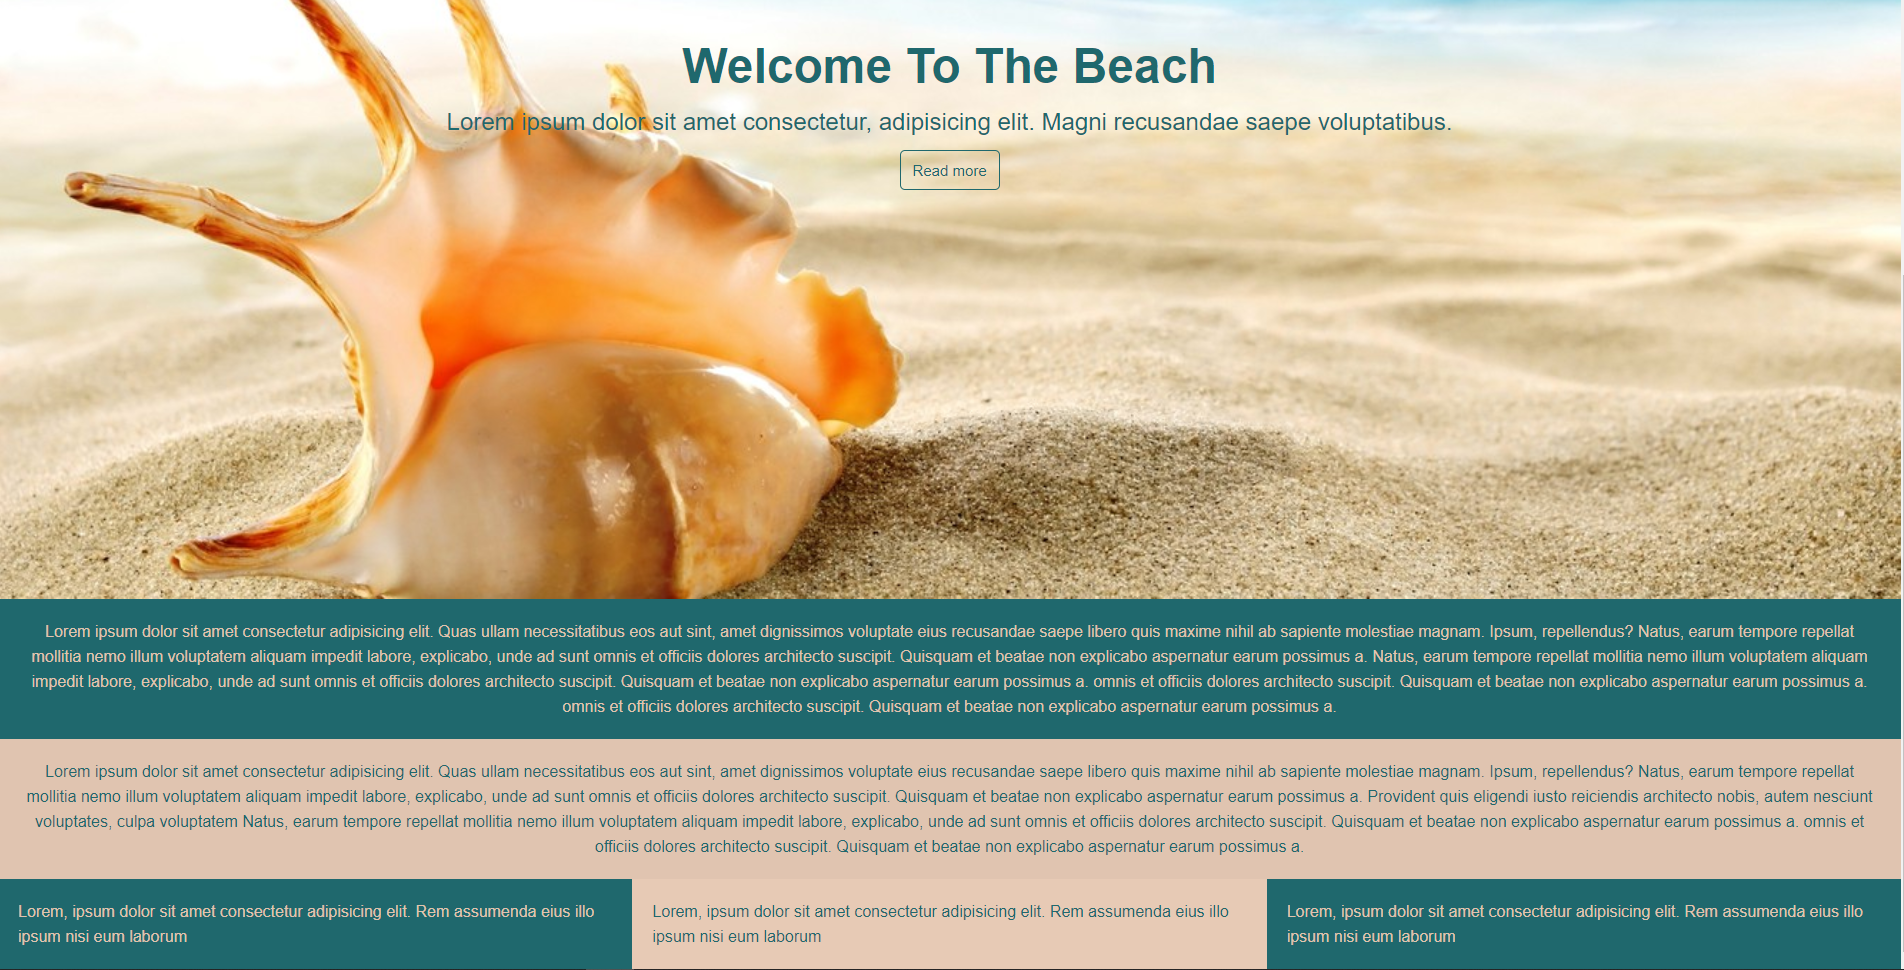 Welcome To The Beach
Lorem ipsum dolor sit amet consectetur, adipisicing elit. Magni recusandae saepe voluptatibus.
Read more
Lorem ipsum dolor sit amet consectetur adipisicing elit. Quas ullam necessitatibus eos aut sint, amet dignissimos voluptate eius recusandae saepe libero quis maxime nihil ab sapiente molestiae magnam. Ipsum, repellendus? Natus, earum tempore repellat
mollitia nemo illum voluptatem aliquam impedit labore, explicabo, unde ad sunt omnis et officiis dolores architecto suscipit. Quisquam et beatae non explicabo aspernatur earum possimus a. Natus, earum tempore repellat mollitia nemo illum voluptatem aliquam
impedit labore, explicabo, unde ad sunt omnis et officiis dolores architecto suscipit. Quisquam et beatae non explicabo aspernatur earum possimus a. omnis et officiis dolores architecto suscipit. Quisquam et beatae non explicabo aspernatur earum possimus a.
omnis et officiis dolores architecto suscipit. Quisquam et beatae non explicabo aspernatur earum possimus a.
Lorem ipsum dolor sit amet consectetur adipisicing elit. Quas ullam necessitatibus eos aut sint, amet dignissimos voluptate eius recusandae saepe libero quis maxime nihil ab sapiente molestiae magnam. Ipsum, repellendus? Natus, earum tempore repellat
mollitia nemo illum voluptatem aliquam impedit labore, explicabo, unde ad sunt omnis et officiis dolores architecto suscipit. Quisquam et beatae non explicabo aspernatur earum possimus a. Provident quis eligendi iusto reiciendis architecto nobis, autem nesciunt
voluptates, culpa voluptatem Natus, earum tempore repellat mollitia nemo illum voluptatem aliquam impedit labore, explicabo, unde ad sunt omnis et officiis dolores architecto suscipit. Quisquam et beatae non explicabo aspernatur earum possimus a. omnis et
officiis dolores architecto suscipit. Quisquam et beatae non explicabo aspernatur earum possimus a.
Lorem, ipsum dolor sit amet consectetur adipisicing elit. Rem assumenda eius illo
ipsum nisi eum laborum
Lorem, ipsum dolor sit amet consectetur adipisicing elit. Rem assumenda eius illo
ipsum nisi eum laborum
Lorem, ipsum dolor sit amet consectetur adipisicing elit. Rem assumenda eius illo
ipsum nisi eum laborum